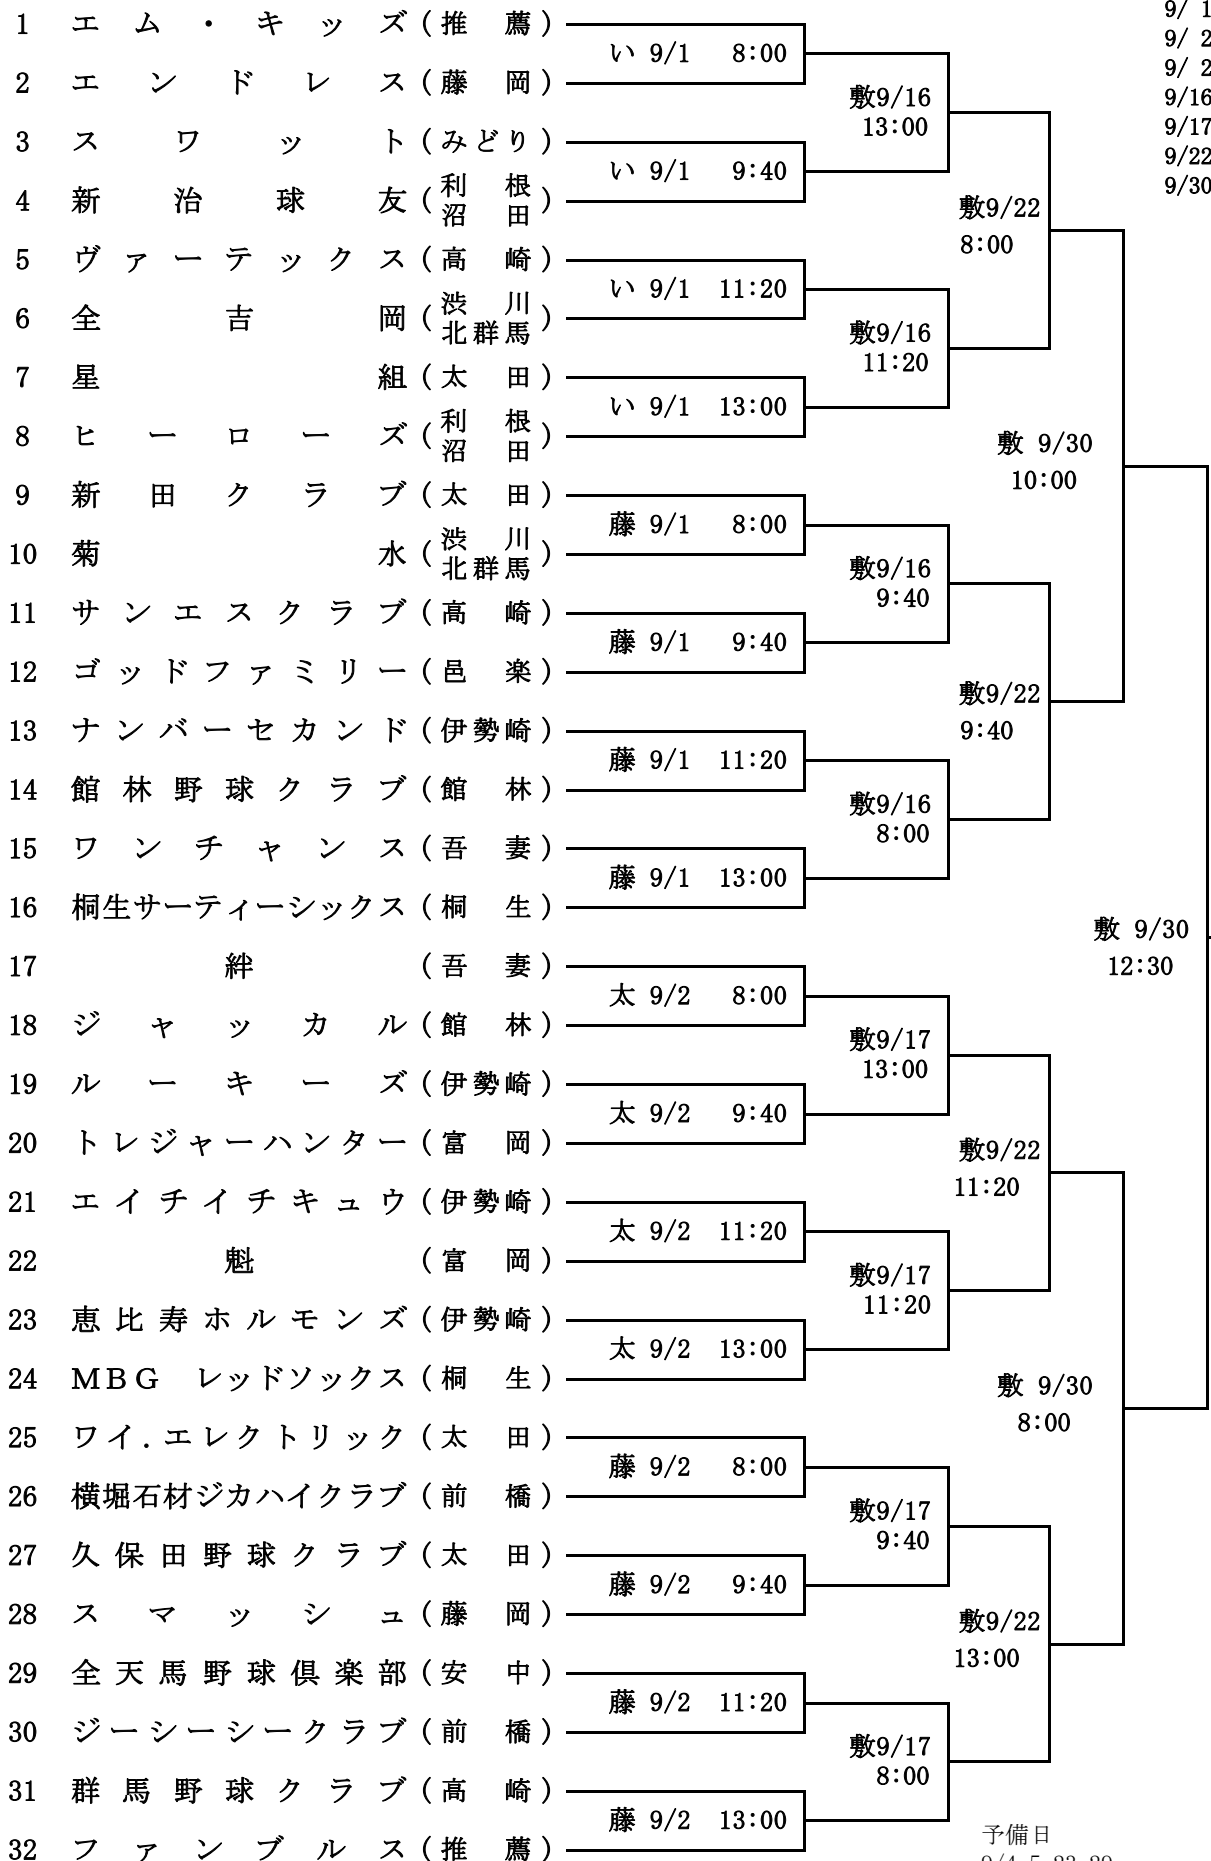 1 エム・キッズ(推薦)
2 エンドレス(藤岡)
い 9/1 8:00
3 スワット(みどり)
4 新治球友(利根沼田)
い 9/1 9:40
敷9/16
13:00
5 ヴァーテックス(高崎)
6 全吉岡(渋川北群馬)
い 9/1 11:20
7 星組(太田)
8 ヒーローズ(利根沼田)
い 9/1 13:00
敷9/16
11:20
敷9/22
8:00
9 新田クラブ(太田)
10 菊水(渋川北群馬)
藤 9/1 8:00
11 サンエスクラブ(高崎)
12 ゴッドファミリー(邑楽)
藤 9/1 9:40
敷9/16
9:40
13 ナンバーセカンド(伊勢崎)
14 館林野球クラブ(館林)
藤 9/1 11:20
15 ワンチャンス(吾妻)
16 桐生サーティーシックス(桐生)
藤 9/1 13:00
敷9/16
8:00
敷9/22
9:40
敷 9/30
10:00
17 絆(吾妻)
18 ジャッカル(館林)
太 9/2 8:00
19 ルーキーズ(伊勢崎)
20 トレジャーハンター(富岡)
太 9/2 9:40
敷9/17
13:00
21 エイチイチキュウ(伊勢崎)
22 魁(富岡)
太 9/2 11:20
23 恵比寿ホルモンズ(伊勢崎)
24 MBG レッドソックス(桐生)
太 9/2 13:00
敷9/17
11:20
敷9/22
11:20
25 ワイ.エレクトリック(太田)
26 横堀石材ジカハイクラブ(前橋)
藤 9/2 8:00
27 久保田野球クラブ(太田)
28 スマッシュ(藤岡)
藤 9/2 9:40
敷9/17
9:40
29 全天馬野球倶楽部(安中)
30 ジーシーシークラブ(前橋)
藤 9/2 11:20
31 群馬野球クラブ(高崎)
32 ファンブルス(推薦)
藤 9/2 13:00
敷9/17
8:00
敷9/22
13:00
敷 9/30
8:00
敷 9/30
12:30
9/ 1
9/ 2
9/ 2
9/16
9/17
9/22
9/30
予備日